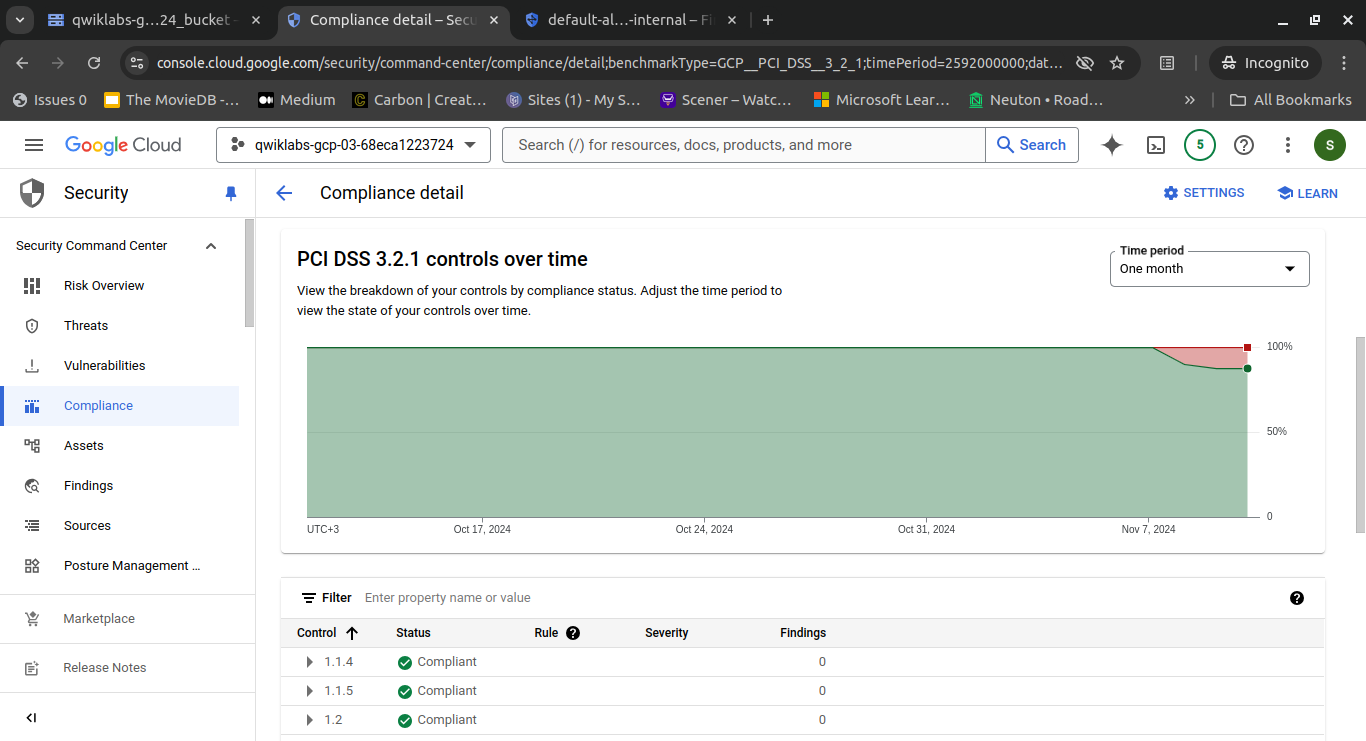 qwiklabs-g...24_bucket -
Compliance detail – Secu
default-al...-internal – Fi
console.cloud.google.com/security/command-center/compliance/detail;benchmarkType=GCP__PCI_DSS__3_2_1;timePeriod=2592000000;dat...
Incognito
Issues 0
The MovieDB -...
Medium
Carbon | Creat...
Sites (1) - My S...
Scener – Watc...
Microsoft Lear...
Neuton • Road...
All Bookmarks
Google Cloud
qwiklabs-gcp-03-68eca1223724
Search (/) for resources, docs, products, and more
Search
5
S
Security
Compliance detail
SETTINGS
LEARN
Security Command Center
Risk Overview
Threats
Vulnerabilities
Compliance
Assets
Findings
Sources
Posture Management ...
Marketplace
Release Notes
PCI DSS 3.2.1 controls over time
View the breakdown of your controls by compliance status. Adjust the time period to
view the state of your controls over time.
Time period
One month
100%
50%
0
UTC+3 Oct 17, 2024 Oct 24, 2024 Oct 31, 2024 Nov 7, 2024
Filter Enter property name or value
Control Status Rule Severity Findings
1.1.4 Compliant 0
1.1.5 Compliant 0
1.2 Compliant 0